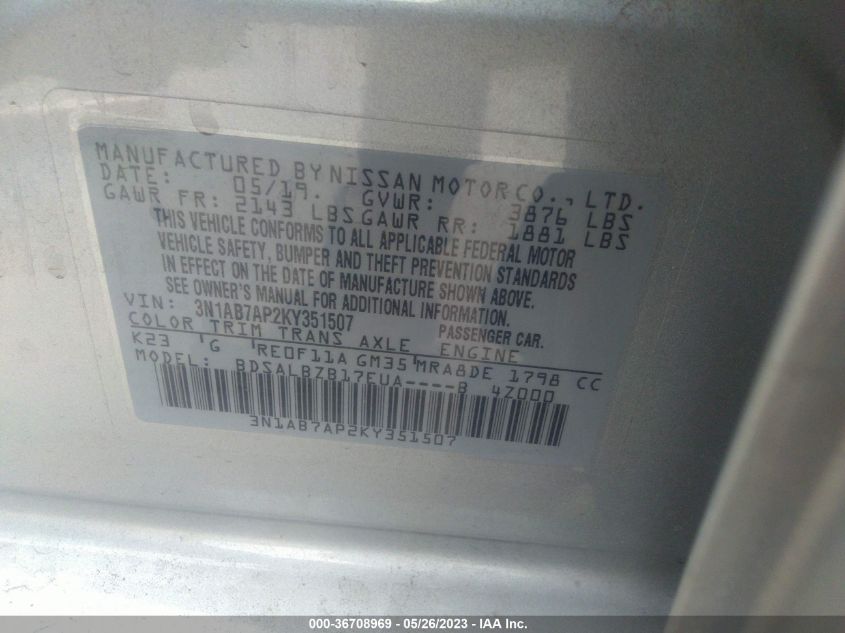 MANUFACTURED BY NISSAN MOTOR CO., LTD.
DATE: 05/19. GVWR: 3876 LBS
GAWR FR: 2143 LBS GAWR RR: 1881 LBS
THIS VEHICLE CONFORMS TO ALL APPLICABLE FEDERAL MOTOR
VEHICLE SAFETY, BUMPER AND THEFT PREVENTION STANDARDS
IN EFFECT ON THE DATE OF MANUFACTURE SHOWN ABOVE.
SEE OWNER'S MANUAL FOR ADDITIONAL INFORMATION.
VIN: 3N1AB7AP2KY351507 PASSENGER CAR.
COLOR TRIM TRANS AXLE ENGINE
K23 G RE0F11A GM35 MRA8DE 1798 CC
MODEL: BDSALBZB17EUA----B 4Z000
3N1AB7AP2KY351507
000-36708969 - 05/26/2023 - IAA Inc.